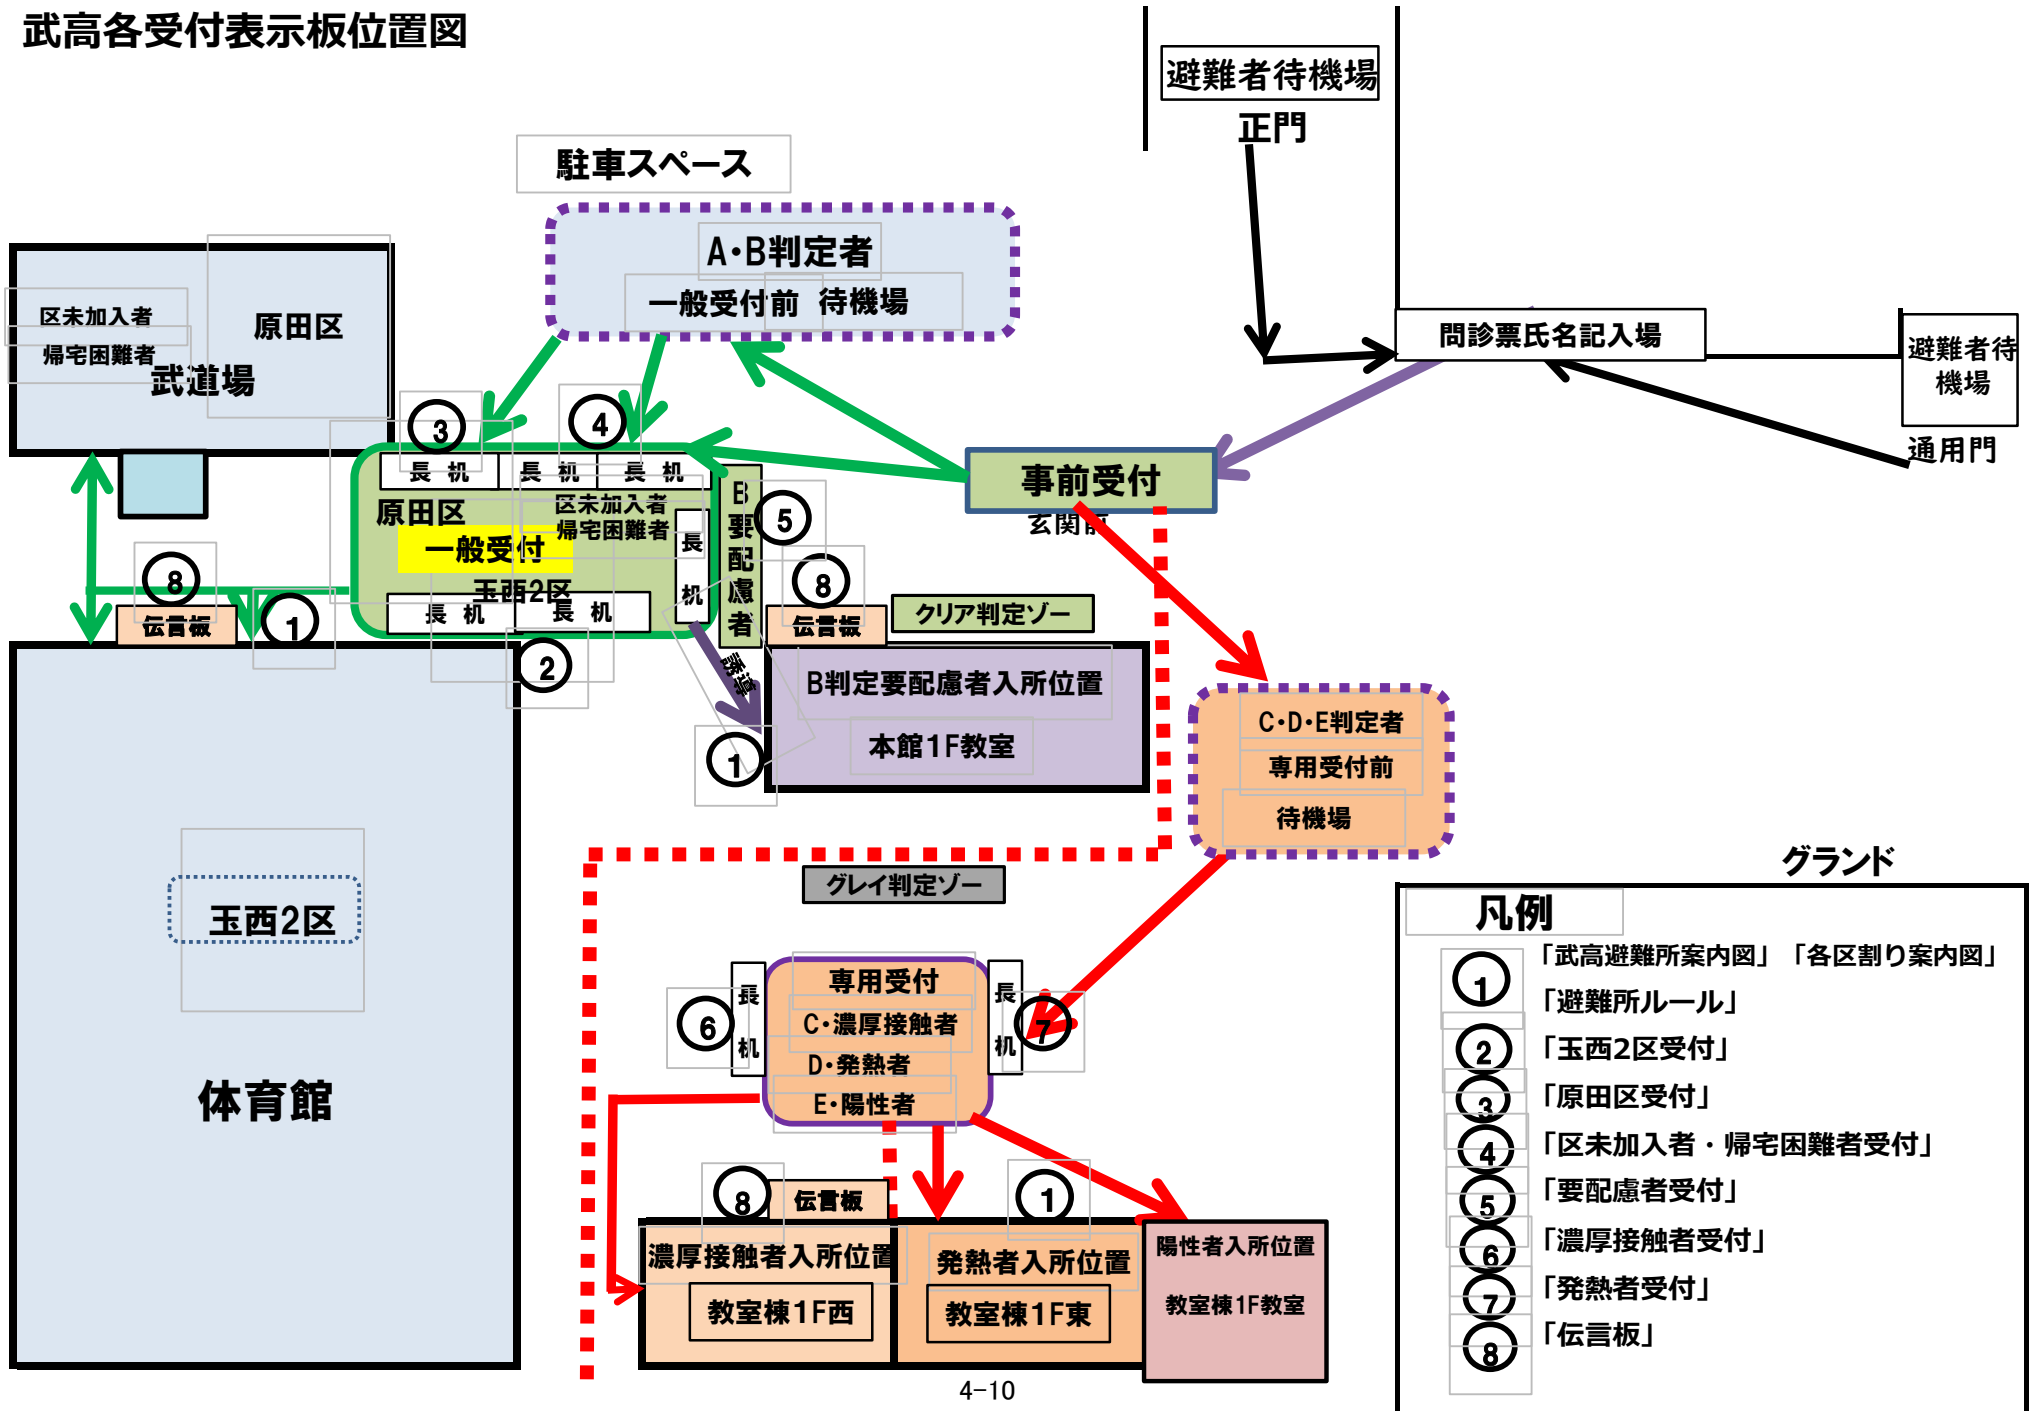 武高各受付表示板位置図
避難者待機場
正門
駐車スペース
A・B判定者
一般受付前 待機場
区未加入者
帰宅困難者
原田区
武道場
問診票氏名記入場
避難者待
機場
通用門
③
④
長 机
長 机
長 机
原田区
区未加入者
帰宅困難者
一般受付
玉西2区
長 机
長 机
長
机
B
要
配
慮
者
⑤
事前受付
玄関前
⑧
伝言板
①
②
⑧
伝言板
クリア判定ゾー
誘導
B判定要配慮者入所位置
本館1F教室
①
C・D・E判定者
専用受付前
待機場
グレイ判定ゾー
玉西2区
体育館
専用受付
C・濃厚接触者
D・発熱者
E・陽性者
⑥
長
机
長
机
⑦
⑧
伝言板
①
濃厚接触者入所位置
教室棟1F西
発熱者入所位置
教室棟1F東
陽性者入所位置
教室棟1F教室
グランド
凡例
① 「武高避難所案内図」「各区割り案内図」
「避難所ルール」
② 「玉西2区受付」
③ 「原田区受付」
④ 「区未加入者・帰宅困難者受付」
⑤ 「要配慮者受付」
⑥ 「濃厚接触者受付」
⑦ 「発熱者受付」
⑧ 「伝言板」
4-10